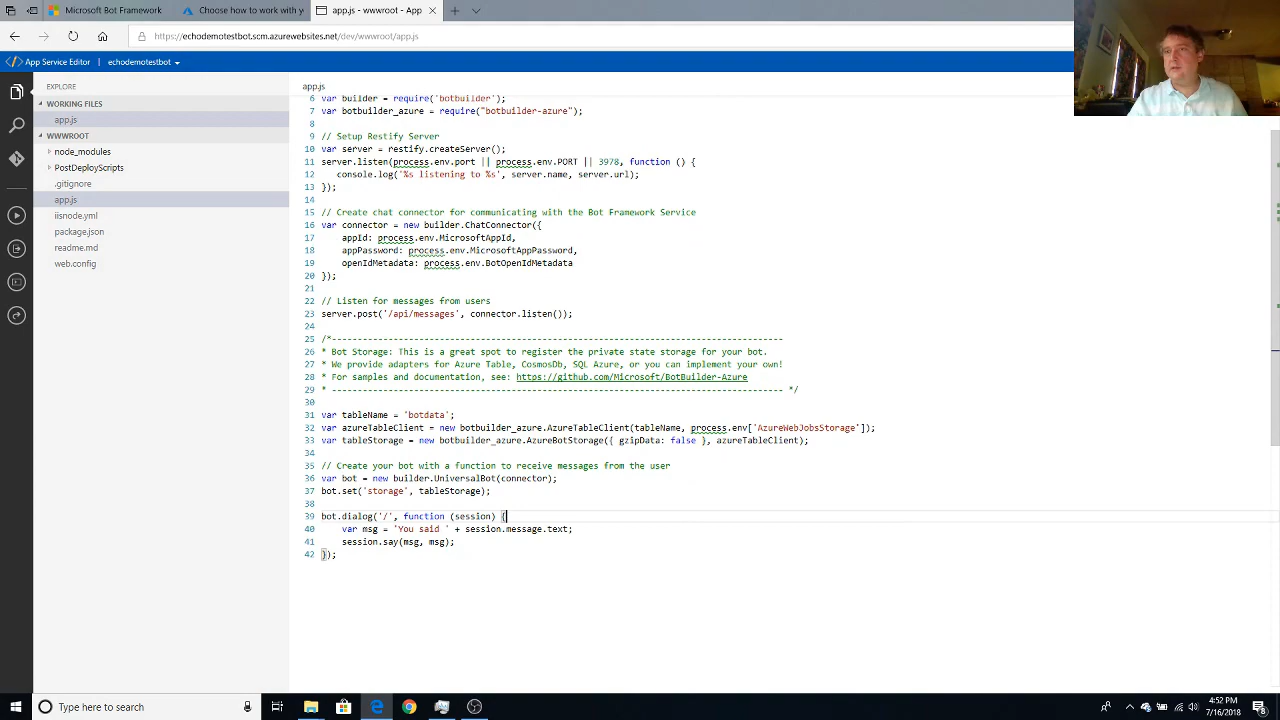 Microsoft Bot Framework
Choose how you'd like to w
app.js - App Service Edi
https://echodemotestbot.scm.azurewebsites.net/dev/wwwroot/app.js
App Service Editor echodemotestbot
EXPLORE
WORKING FILES
app.js
WWWROOT
node_modules
PostDeployScripts
.gitignore
app.js
iisnode.yml
package.json
readme.md
web.config
app.js
6 var builder = require('botbuilder');
7 var botbuilder_azure = require("botbuilder-azure");
8
9 // Setup Restify Server
10 var server = restify.createServer();
11 server.listen(process.env.port || process.env.PORT || 3978, function () {
12 console.log('%s listening to %s', server.name, server.url);
13 });
14
15 // Create chat connector for communicating with the Bot Framework Service
16 var connector = new builder.ChatConnector({
17 appId: process.env.MicrosoftAppId,
18 appPassword: process.env.MicrosoftAppPassword,
19 openIdMetadata: process.env.BotOpenIdMetadata
20 });
21
22 // Listen for messages from users
23 server.post('/api/messages', connector.listen());
24
25 /*----------------------------------------------------------------------------------------
26 * Bot Storage: This is a great spot to register the private state storage for your bot.
27 * We provide adapters for Azure Table, CosmosDb, SQL Azure, or you can implement your own!
28 * For samples and documentation, see: https://github.com/Microsoft/BotBuilder-Azure
29 * ---------------------------------------------------------------------------------------- */
30
31 var tableName = 'botdata';
32 var azureTableClient = new botbuilder_azure.AzureTableClient(tableName, process.env['AzureWebJobsStorage']);
33 var tableStorage = new botbuilder_azure.AzureBotStorage({ gzipData: false }, azureTableClient);
34
35 // Create your bot with a function to receive messages from the user
36 var bot = new builder.UniversalBot(connector);
37 bot.set('storage', tableStorage);
38
39 bot.dialog('/', function (session) {
40 var msg = 'You said ' + session.message.text;
41 session.say(msg, msg);
42 });
Type here to search
4:52 PM
7/16/2018
8